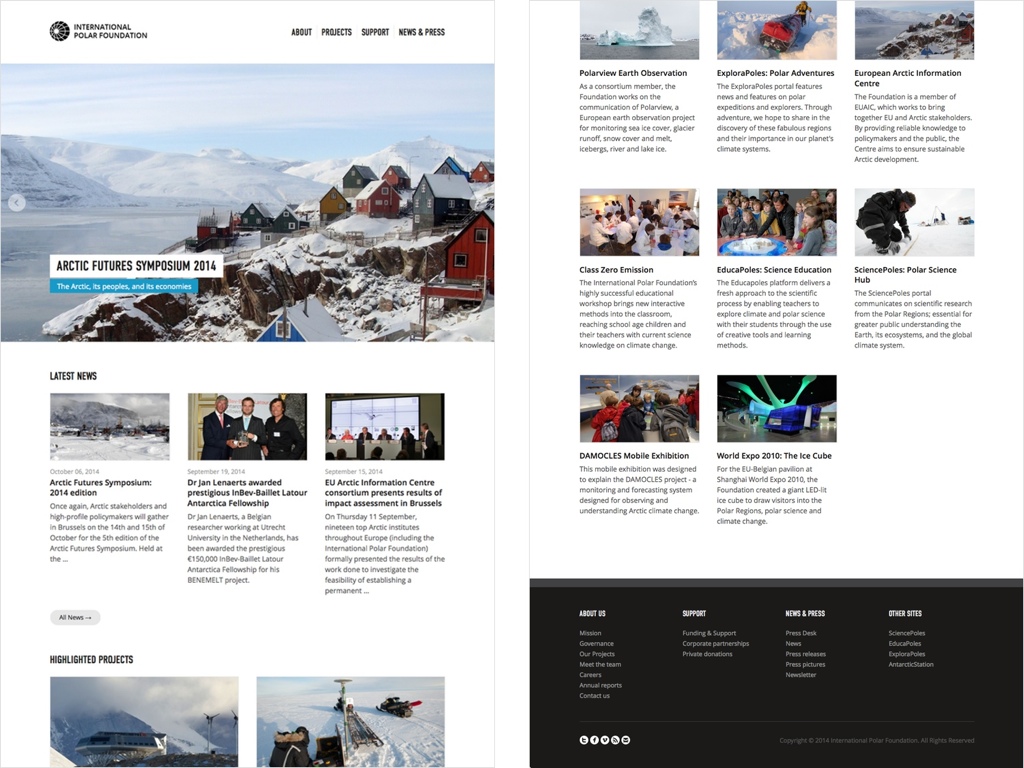 INTERNATIONAL
POLAR FOUNDATION
ABOUT PROJECTS SUPPORT NEWS & PRESS
ARCTIC FUTURES SYMPOSIUM 2014
The Arctic, its peoples, and its economies
LATEST NEWS
October 06, 2014
Arctic Futures Symposium:
2014 edition
Once again, Arctic stakeholders and
high-profile policymakers will gather
in Brussels on the 14th and 15th of
October for the 5th edition of the
Arctic Futures Symposium. Held at
the ...
September 19, 2014
Dr Jan Lenaerts awarded
prestigious InBev-Baillet Latour
Antarctica Fellowship
Dr Jan Lenaerts, a Belgian
researcher working at Utrecht
University in the Netherlands, has
been awarded the prestigious
€150,000 InBev-Baillet Latour
Antarctica Fellowship for his
BENEMELT project.
September 15, 2014
EU Arctic Information Centre
consortium presents results of
impact assessment in Brussels
On Thursday 11 September,
nineteen top Arctic institutes
throughout Europe (including the
International Polar Foundation)
formally presented the results of the
work done to investigate the
feasibility of establishing a
permanent ...
All News →
HIGHLIGHTED PROJECTS
Polarview Earth Observation
As a consortium member, the
Foundation works on the
communication of Polarview, a
European earth observation project
for monitoring sea ice cover, glacier
runoff, snow cover and melt,
icebergs, river and lake ice.
ExploraPoles: Polar Adventures
The ExploraPoles portal features
news and features on polar
expeditions and explorers. Through
adventure, we hope to share in the
discovery of these fabulous regions
and their importance in our planet's
climate systems.
European Arctic Information
Centre
The Foundation is a member of
EUAIC, which works to bring
together EU and Arctic stakeholders.
By providing reliable knowledge to
policymakers and the public, the
Centre aims to ensure sustainable
Arctic development.
Class Zero Emission
The International Polar Foundation's
highly successful educational
workshop brings new interactive
methods into the classroom,
reaching school age children and
their teachers with current science
knowledge on climate change.
EducaPoles: Science Education
The Educapoles platform delivers a
fresh approach to the scientific
process by enabling teachers to
explore climate and polar science
with their students through the use
of creative tools and learning
methods.
SciencePoles: Polar Science
Hub
The SciencePoles portal
communicates on scientific research
from the Polar Regions; essential for
greater public understanding the
Earth, its ecosystems, and the global
climate system.
DAMOCLES Mobile Exhibition
This mobile exhibition was designed
to explain the DAMOCLES project - a
monitoring and forecasting system
designed for observing and
understanding Arctic climate change.
World Expo 2010: The Ice Cube
For the EU-Belgian pavilion at
Shanghai World Expo 2010, the
Foundation created a giant LED-lit
ice cube to draw visitors into the
Polar Regions, polar science and
climate change.
ABOUT US
Mission
Governance
Our Projects
Meet the team
Careers
Annual reports
Contact us
SUPPORT
Funding & Support
Corporate partnerships
Private donations
NEWS & PRESS
Press Desk
News
Press releases
Press pictures
Newsletter
OTHER SITES
SciencePoles
EducaPoles
ExploraPoles
AntarcticStation
Copyright © 2014 International Polar Foundation. All Rights Reserved